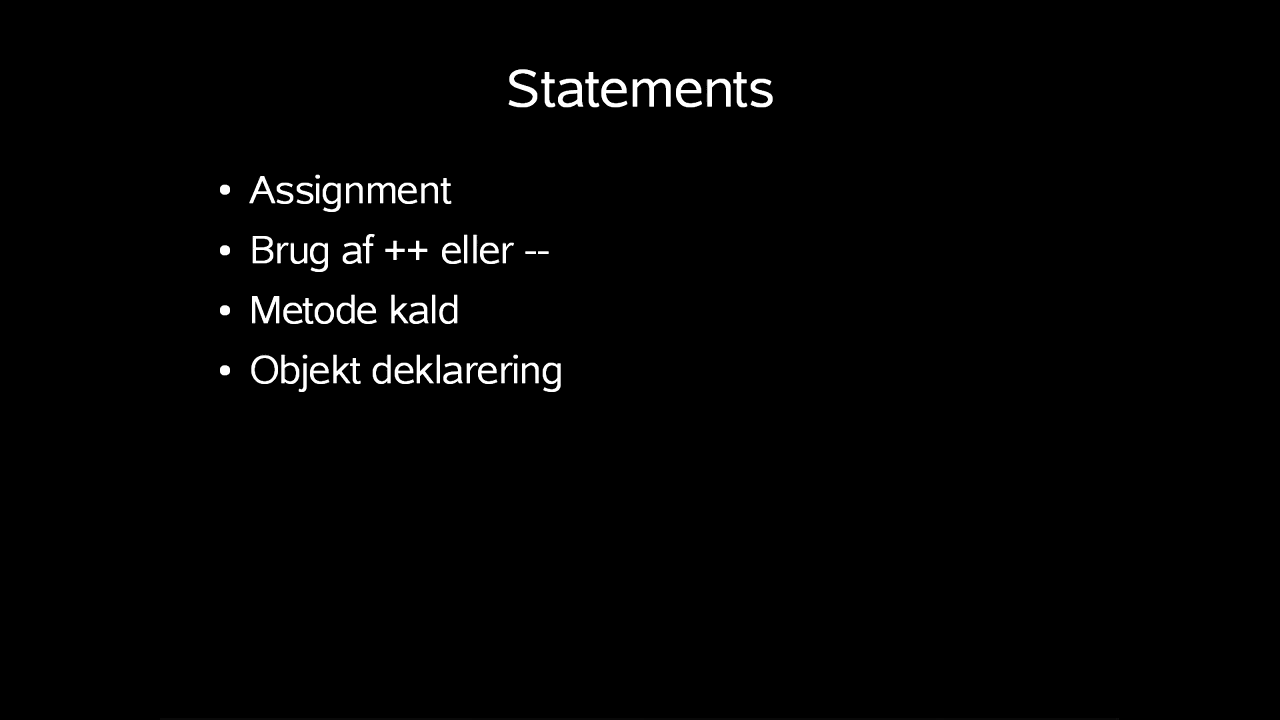 Statements
• Assignment
• Brug af ++ eller --
• Metode kald
• Objekt deklarering